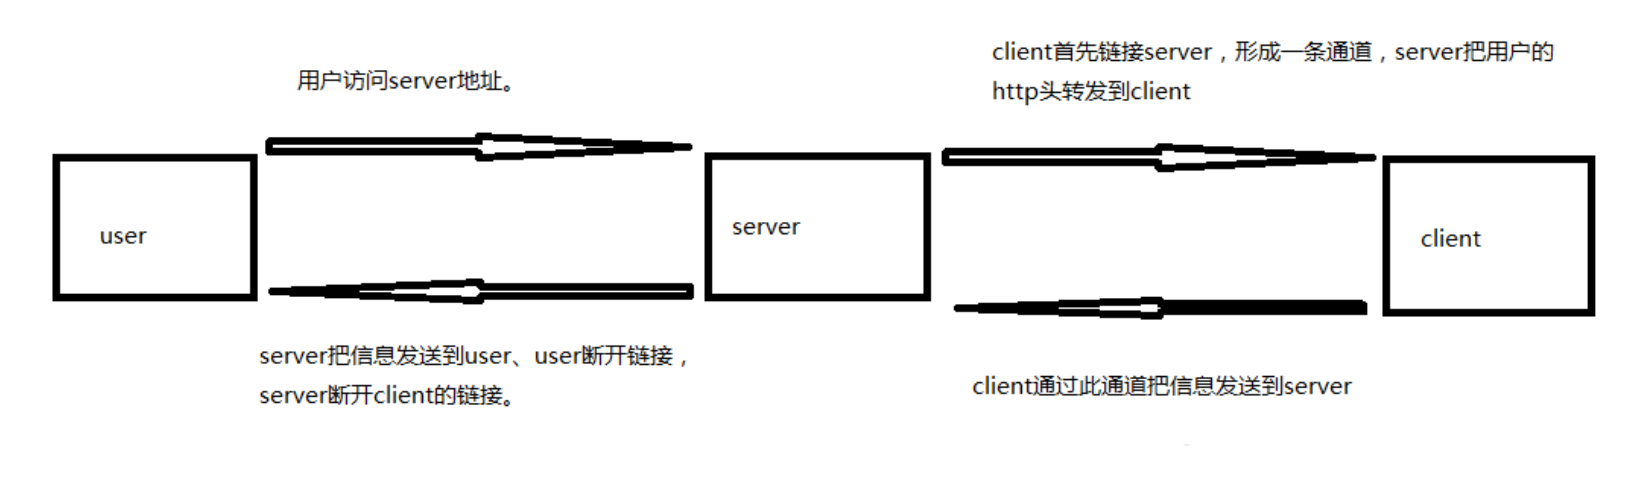 用户访问server地址。
client首先链接server，形成一条通道，server把用户的
http头转发到client
user
server
client
server把信息发送到user、user断开链接，
server断开client的链接。
client通过此通道把信息发送到server